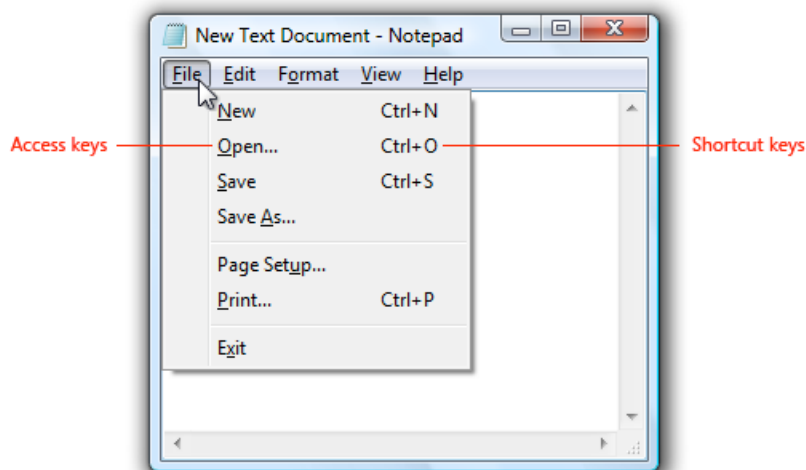 New Text Document - Notepad
File Edit Format View Help
New Ctrl+N
Access keys Open... Ctrl+O Shortcut keys
Save Ctrl+S
Save As...
Page Setup...
Print... Ctrl+P
Exit